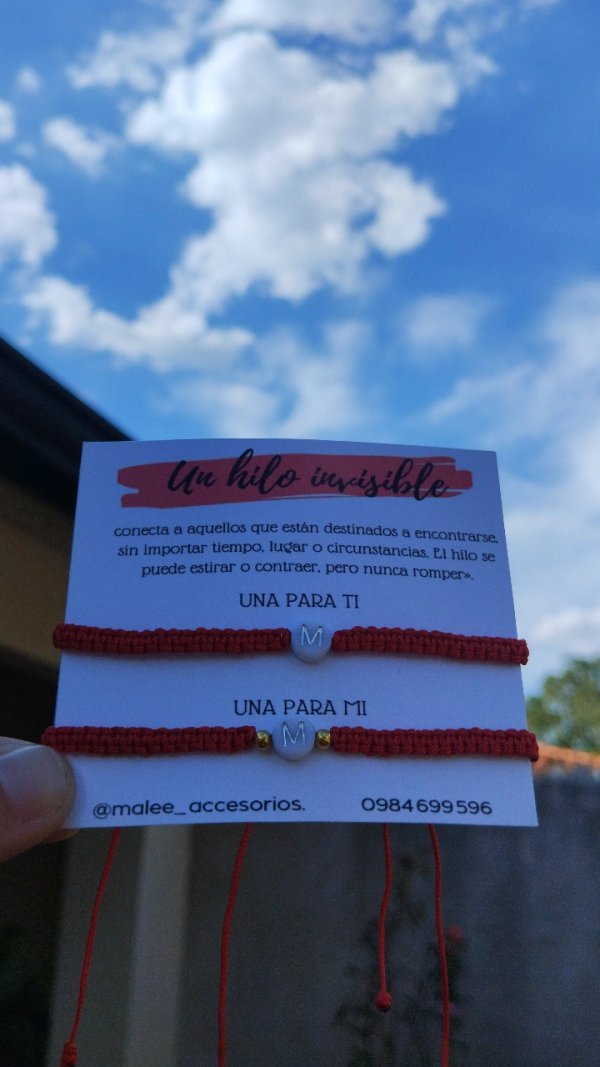 Un hilo invisible
conecta a aquellos que están destinados a encontrarse,
sin importar tiempo, lugar o circunstancias. El hilo se
puede estirar o contraer, pero nunca romper».
UNA PARA TI
M
UNA PARA MI
M
@malee_accesorios. 0984699596